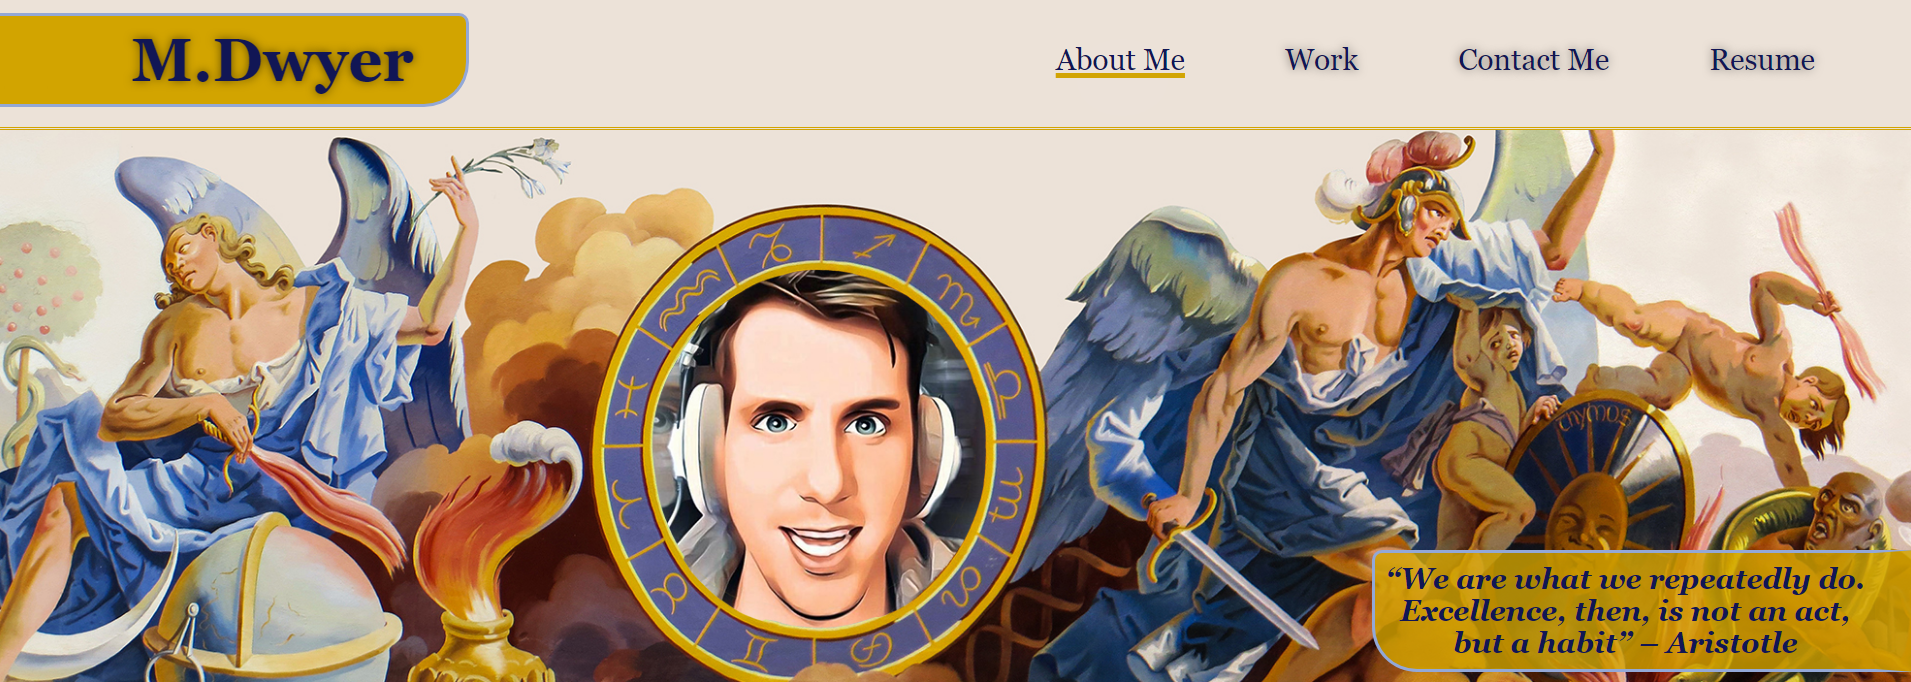 M.Dwyer
About Me
Work
Contact Me
Resume
“We are what we repeatedly do.
Excellence, then, is not an act,
but a habit” – Aristotle